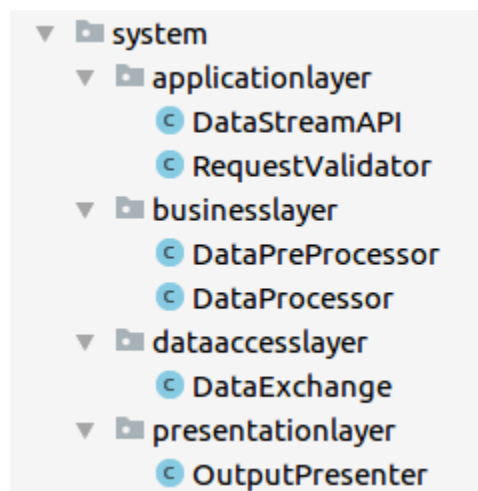 system
applicationlayer
C DataStreamAPI
C RequestValidator
businesslayer
C DataPreProcessor
C DataProcessor
dataaccesslayer
C DataExchange
presentationlayer
C OutputPresenter